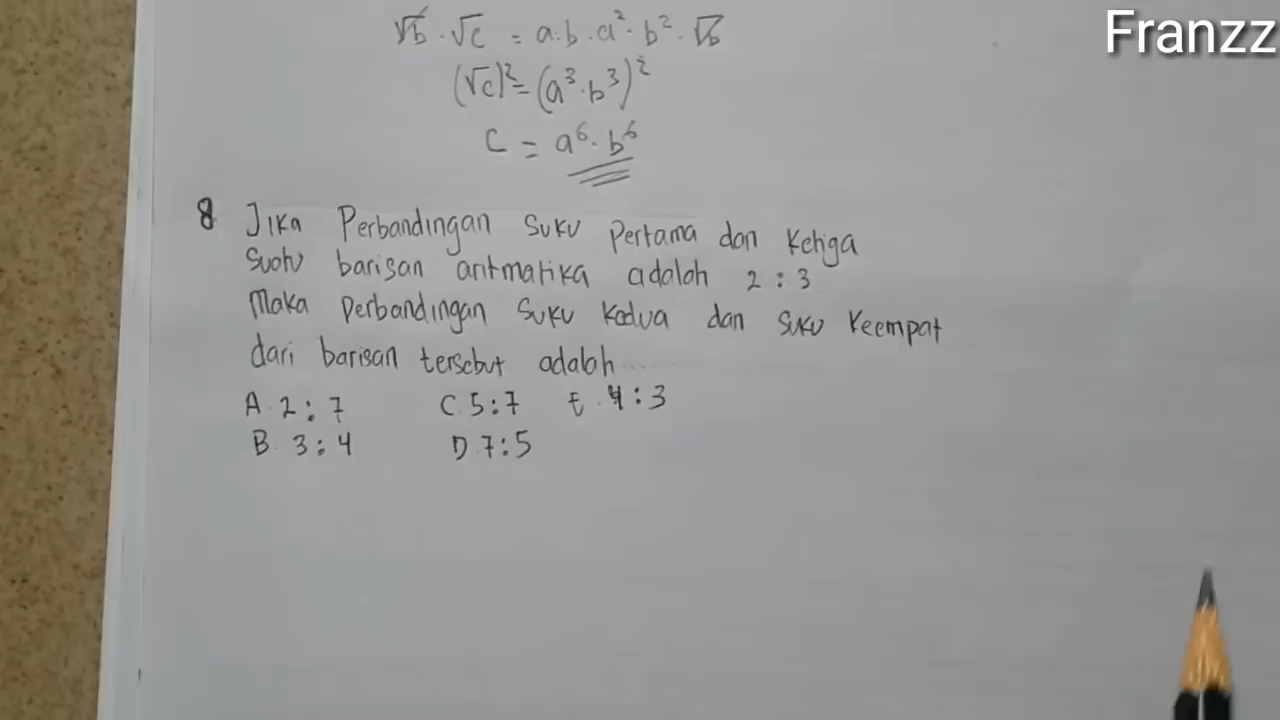 Franzz
√b · √c = a·b·a²·b²·√b
(√c)² = (a³·b³)²
c = a⁶·b⁶
8 Jika Perbandingan Suku Pertama dan Ketiga
Suatu barisan aritmatika adalah 2 : 3
Maka perbandingan Suku Kedua dan suku Keempat
dari barisan tersebut adalah ......
A. 2 : 7 C. 5 : 7 E. 4 : 3
B. 3 : 4 D. 7 : 5